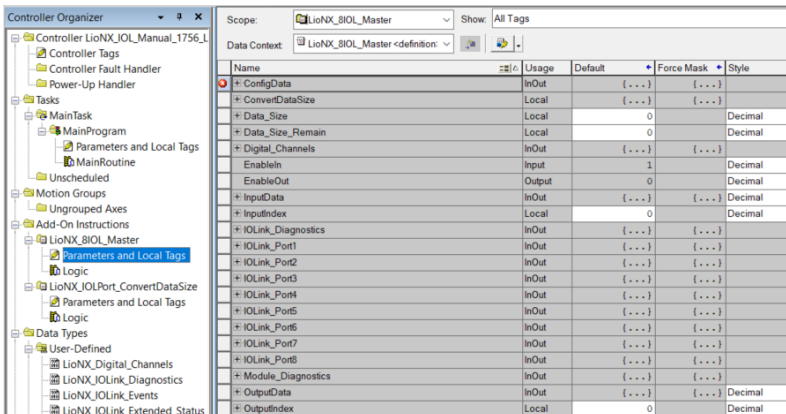 Controller Organizer
Controller LioNX_IOL_Manual_1756_L
Controller Tags
Controller Fault Handler
Power-Up Handler
Tasks
MainTask
MainProgram
Parameters and Local Tags
MainRoutine
Unscheduled
Motion Groups
Ungrouped Axes
Add-On Instructions
LioNX_8IOL_Master
Parameters and Local Tags
Logic
LioNX_IOLPort_ConvertDataSize
Parameters and Local Tags
Logic
Data Types
User-Defined
LioNX_Digital_Channels
LioNX_IOLink_Diagnostics
LioNX_IOLink_Events
LioNX_IOLink_Extended_Status
Scope: LioNX_8IOL_Master Show: All Tags
Data Context: LioNX_8IOL_Master <definition>
Name Usage Default Force Mask Style
ConfigData InOut {...} {...}
ConvertDataSize Local {...} {...}
Data_Size Local 0 Decimal
Data_Size_Remain Local 0 Decimal
Digital_Channels InOut {...} {...}
EnableIn Input 1 Decimal
EnableOut Output 0 Decimal
InputData InOut {...} {...} Decimal
InputIndex Local 0 Decimal
IOLink_Diagnostics InOut {...} {...}
IOLink_Port1 InOut {...} {...}
IOLink_Port2 InOut {...} {...}
IOLink_Port3 InOut {...} {...}
IOLink_Port4 InOut {...} {...}
IOLink_Port5 InOut {...} {...}
IOLink_Port6 InOut {...} {...}
IOLink_Port7 InOut {...} {...}
IOLink_Port8 InOut {...} {...}
Module_Diagnostics InOut {...} {...}
OutputData InOut {...} {...} Decimal
OutputIndex Local 0 Decimal